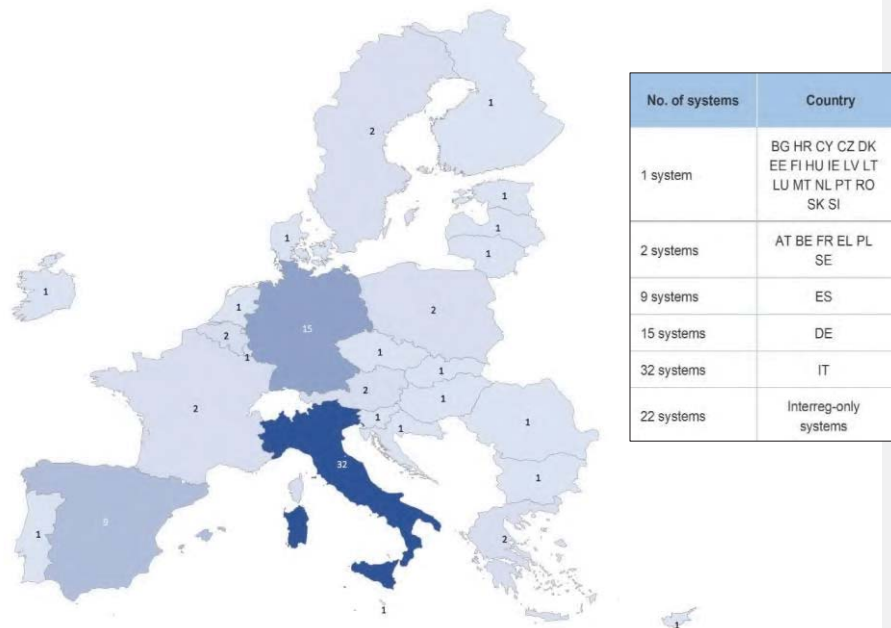 1
2
1
1
1
1
1
1
15
2
1
2
1
1
1
2
1
1
2
1
1
1
32
1
9
1
2
1
1
No. of systems Country
1 system
BG HR CY CZ DK
EE FI HU IE LV LT
LU MT NL PT RO
SK SI
2 systems
AT BE FR EL PL
SE
9 systems ES
15 systems DE
32 systems IT
22 systems
Interreg-only
systems